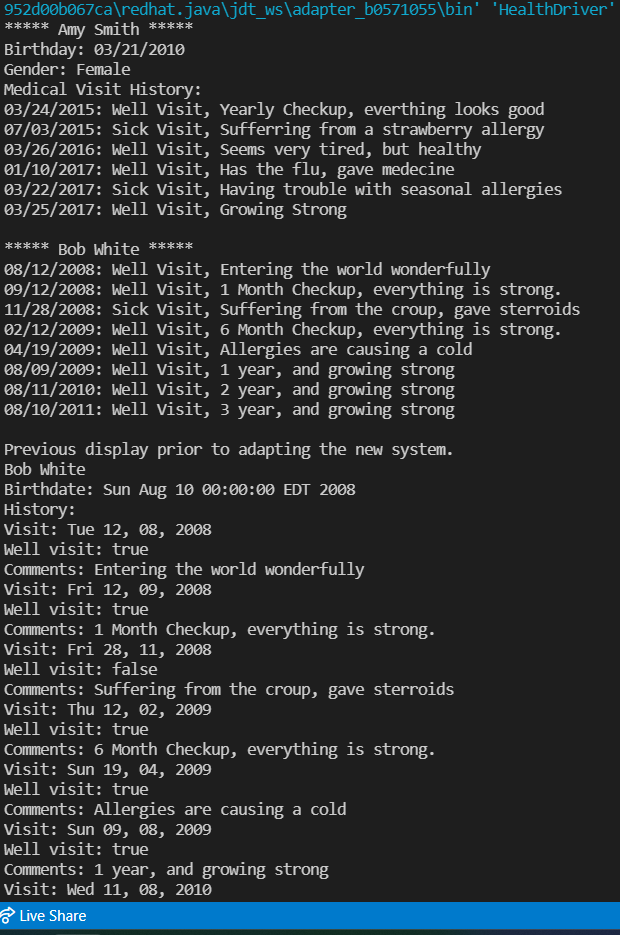 952d00b067ca\redhat.java\jdt_ws\adapter_b0571055\bin' 'HealthDriver'
***** Amy Smith *****
Birthday: 03/21/2010
Gender: Female
Medical Visit History:
03/24/2015: Well Visit, Yearly Checkup, everthing looks good
07/03/2015: Sick Visit, Sufferring from a strawberry allergy
03/26/2016: Well Visit, Seems very tired, but healthy
01/10/2017: Well Visit, Has the flu, gave medecine
03/22/2017: Sick Visit, Having trouble with seasonal allergies
03/25/2017: Well Visit, Growing Strong
***** Bob White *****
08/12/2008: Well Visit, Entering the world wonderfully
09/12/2008: Well Visit, 1 Month Checkup, everything is strong.
11/28/2008: Sick Visit, Suffering from the croup, gave sterroids
02/12/2009: Well Visit, 6 Month Checkup, everything is strong.
04/19/2009: Well Visit, Allergies are causing a cold
08/09/2009: Well Visit, 1 year, and growing strong
08/11/2010: Well Visit, 2 year, and growing strong
08/10/2011: Well Visit, 3 year, and growing strong
Previous display prior to adapting the new system.
Bob White
Birthdate: Sun Aug 10 00:00:00 EDT 2008
History:
Visit: Tue 12, 08, 2008
Well visit: true
Comments: Entering the world wonderfully
Visit: Fri 12, 09, 2008
Well visit: true
Comments: 1 Month Checkup, everything is strong.
Visit: Fri 28, 11, 2008
Well visit: false
Comments: Suffering from the croup, gave sterroids
Visit: Thu 12, 02, 2009
Well visit: true
Comments: 6 Month Checkup, everything is strong.
Visit: Sun 19, 04, 2009
Well visit: true
Comments: Allergies are causing a cold
Visit: Sun 09, 08, 2009
Well visit: true
Comments: 1 year, and growing strong
Visit: Wed 11, 08, 2010
Live Share